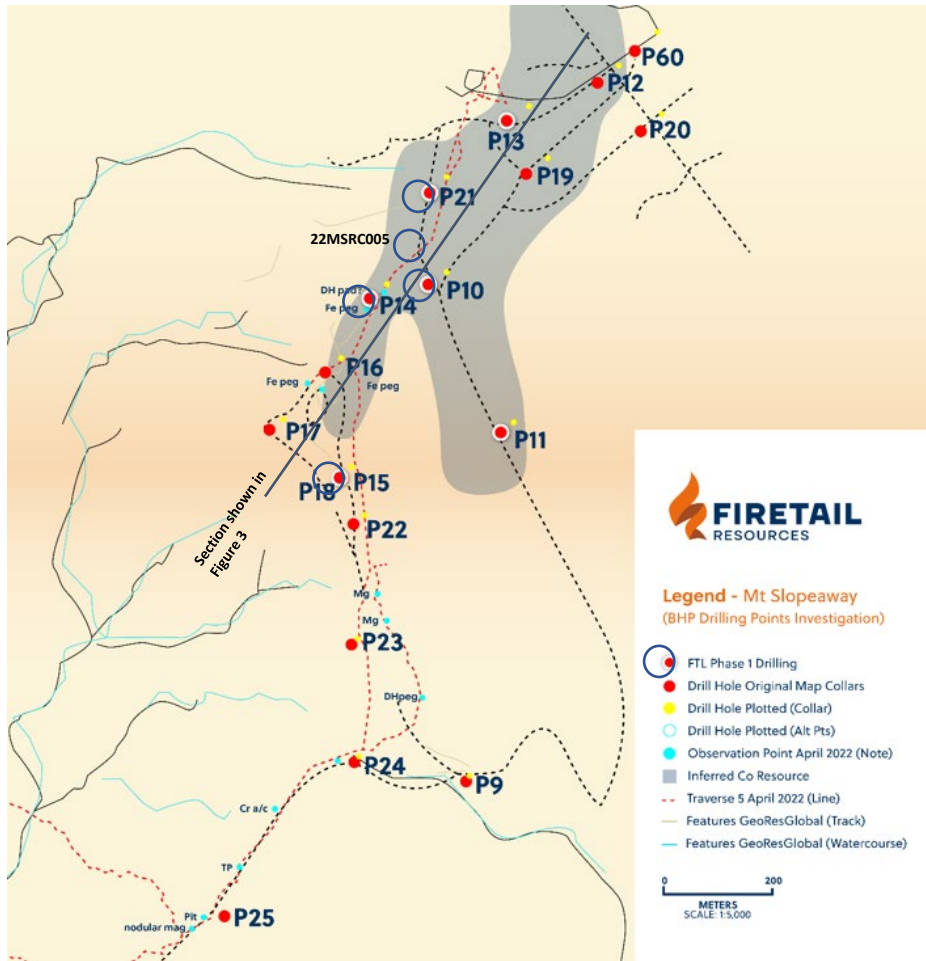 P60
P12
P20
P13
P19
P21
22MSRC005
P10
DH pad?
P14
Fe peg
P16
Fe peg
Fe peg
P17
P11
P18
P15
Section shown in
Figure 3
P22
Mg
Mg
P23
DHpeg
P24
P9
Cr a/c
TP
Pit
P25
nodular mag
FIRETAIL
RESOURCES
Legend - Mt Slopeaway
(BHP Drilling Points Investigation)
FTL Phase 1 Drilling
Drill Hole Original Map Collars
Drill Hole Plotted (Collar)
Drill Hole Plotted (Alt Pts)
Observation Point April 2022 (Note)
Inferred Co Resource
Traverse 5 April 2022 (Line)
Features GeoResGlobal (Track)
Features GeoResGlobal (Watercourse)
0 200
METERS
SCALE: 1:5,000